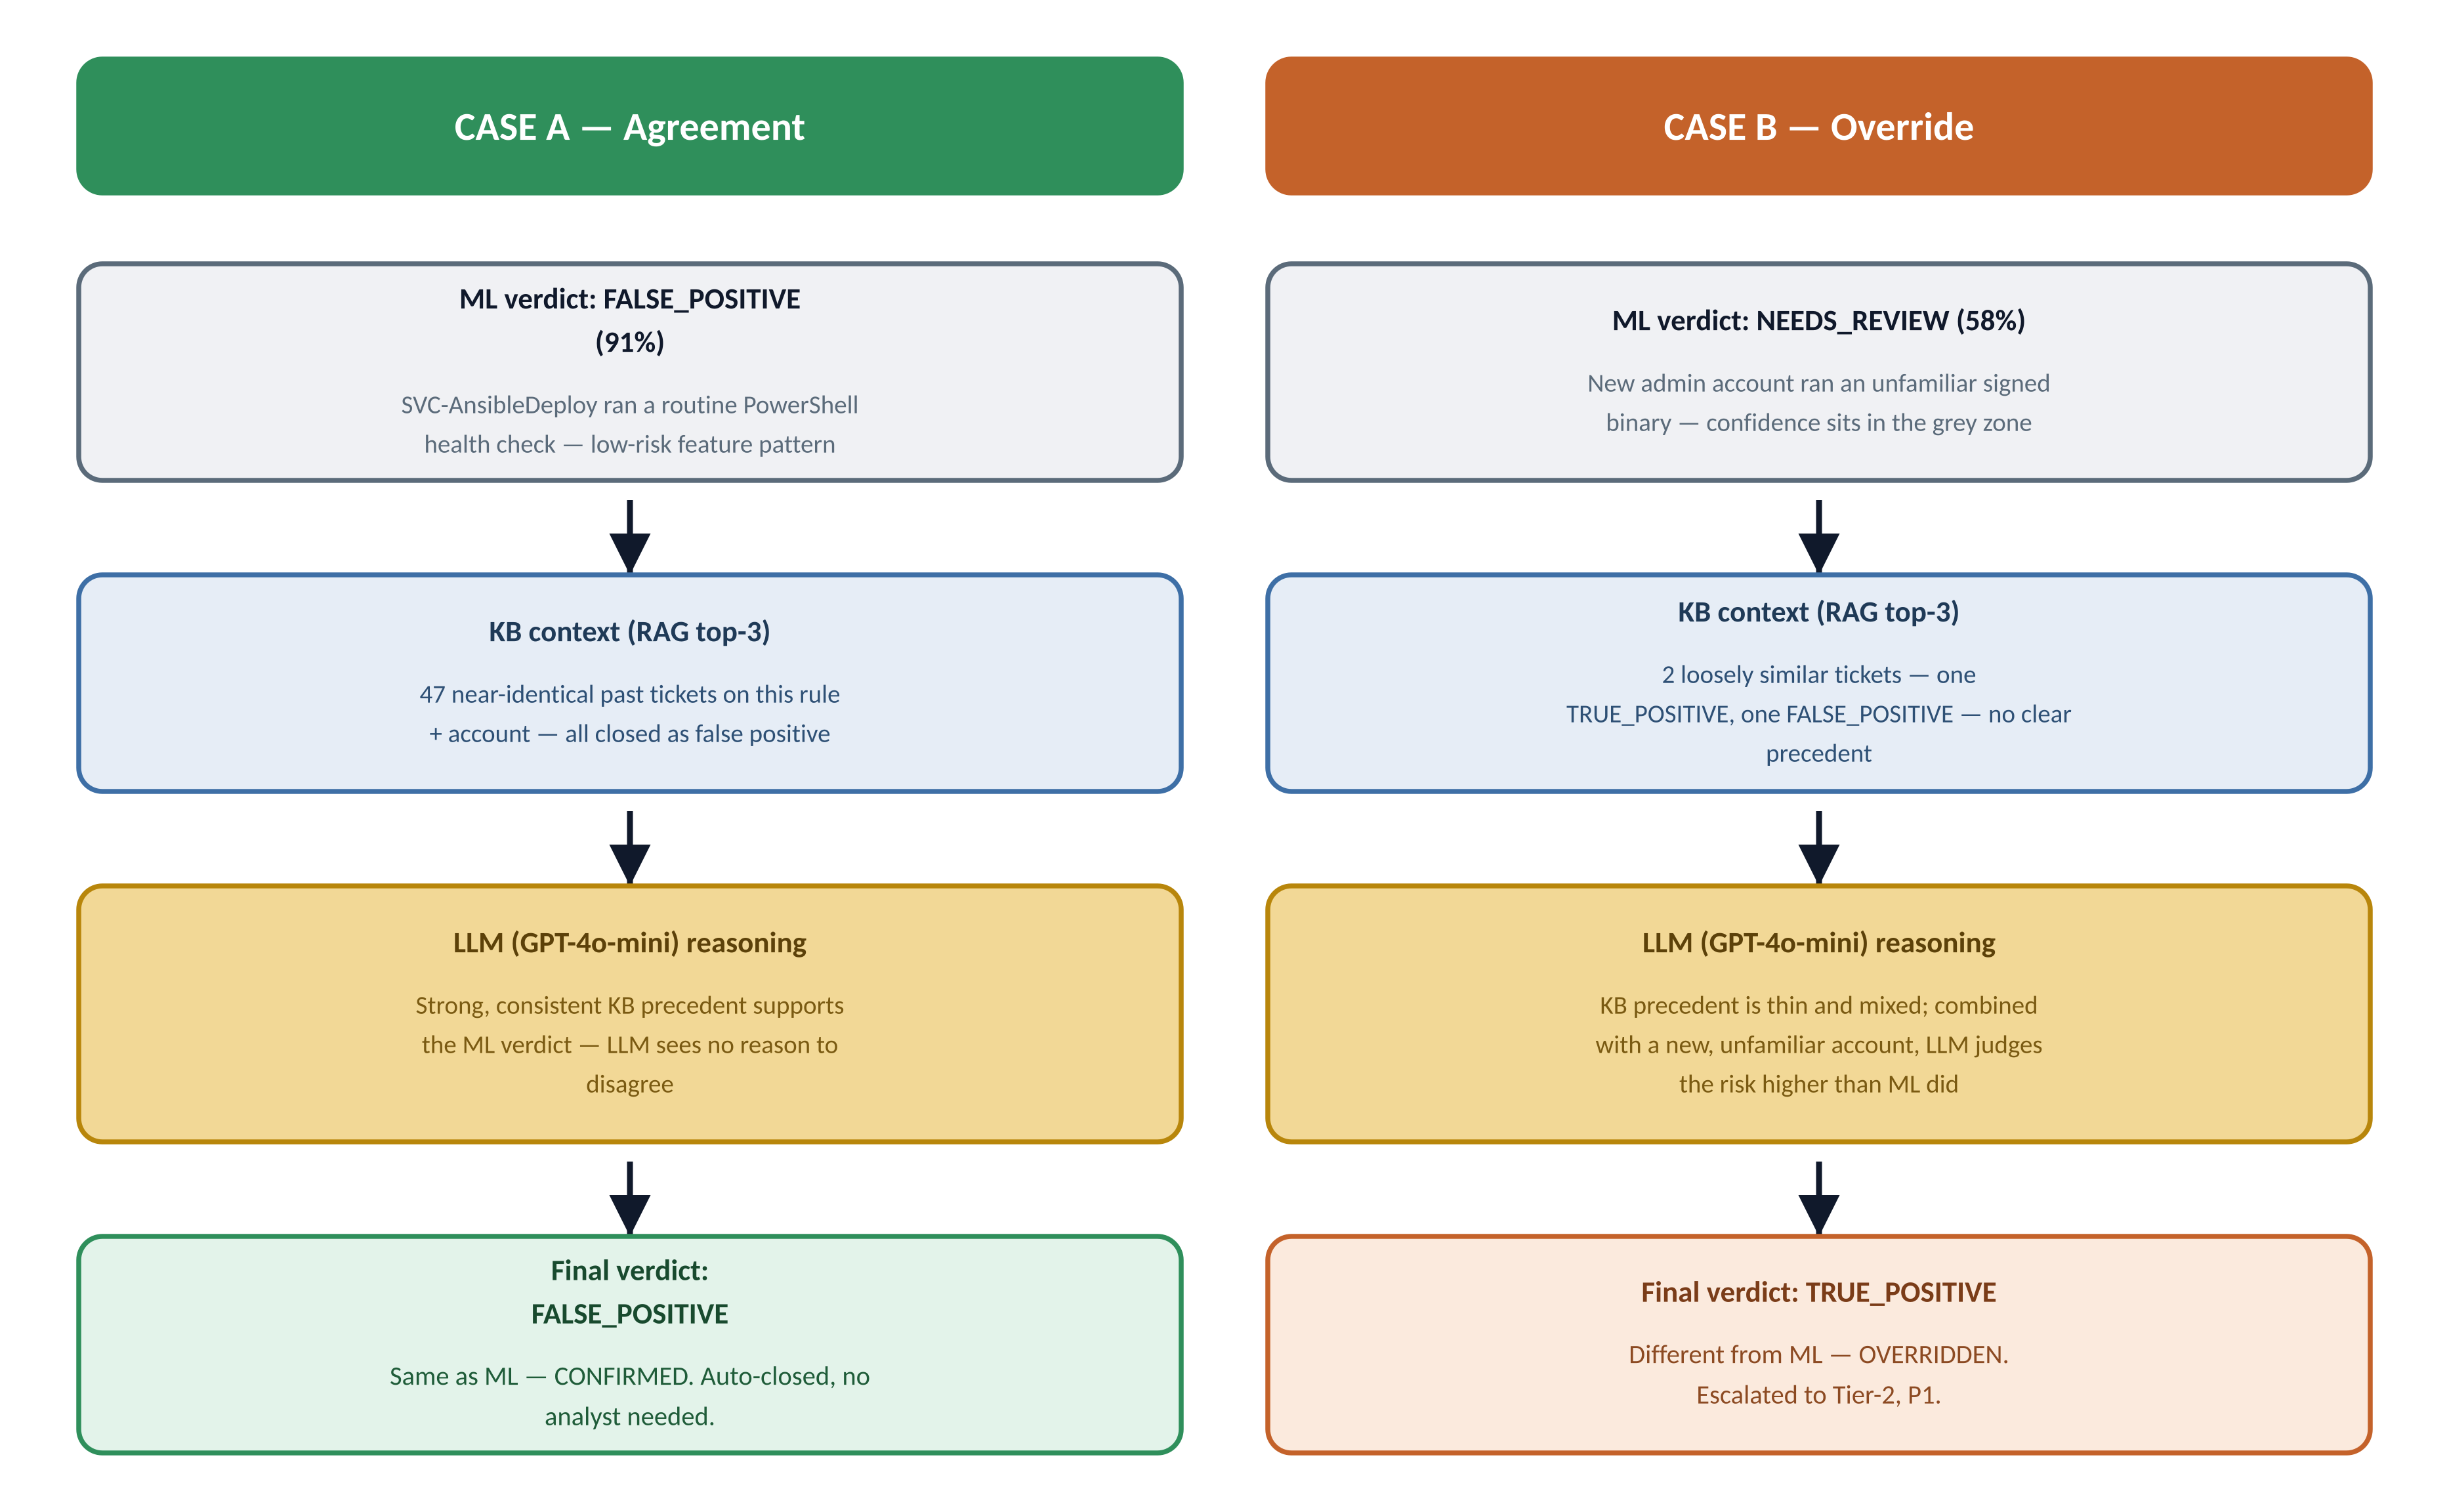 CASE A — Agreement
ML verdict: FALSE_POSITIVE
(91%)
SVC-AnsibleDeploy ran a routine PowerShell
health check — low-risk feature pattern
KB context (RAG top-3)
47 near-identical past tickets on this rule
+ account — all closed as false positive
LLM (GPT-4o-mini) reasoning
Strong, consistent KB precedent supports
the ML verdict — LLM sees no reason to
disagree
Final verdict:
FALSE_POSITIVE
Same as ML — CONFIRMED. Auto-closed, no
analyst needed.
CASE B — Override
ML verdict: NEEDS_REVIEW (58%)
New admin account ran an unfamiliar signed
binary — confidence sits in the grey zone
KB context (RAG top-3)
2 loosely similar tickets — one
TRUE_POSITIVE, one FALSE_POSITIVE — no clear
precedent
LLM (GPT-4o-mini) reasoning
KB precedent is thin and mixed; combined
with a new, unfamiliar account, LLM judges
the risk higher than ML did
Final verdict: TRUE_POSITIVE
Different from ML — OVERRIDDEN.
Escalated to Tier-2, P1.